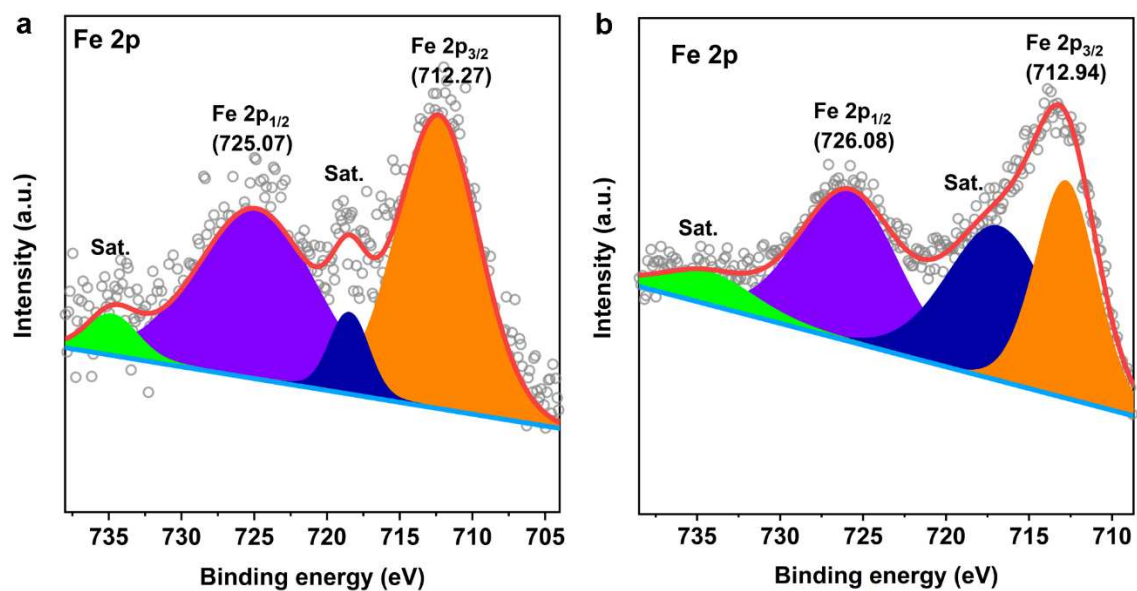 a
Fe 2p
Fe 2p3/2
(712.27)
Fe 2p1/2
(725.07)
Sat.
Sat.
Intensity (a.u.)
735 730 725 720 715 710 705
Binding energy (eV)
b
Fe 2p
Fe 2p3/2
(712.94)
Fe 2p1/2
(726.08)
Sat.
Sat.
Intensity (a.u.)
735 730 725 720 715 710
Binding energy (eV)